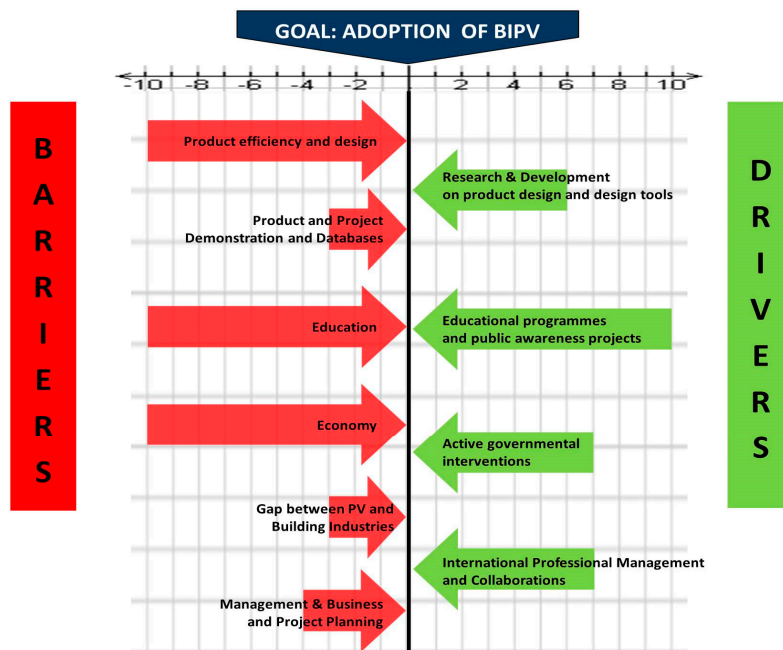 GOAL: ADOPTION OF BIPV
-10 -8 -6 -4 -2 0 2 4 6 8 10
BARRIERS
DRIVERS
Product efficiency and design
Research & Development
on product design and design tools
Product and Project
Demonstration and Databases
Education
Educational programmes
and public awareness projects
Economy
Active governmental
interventions
Gap between PV and
Building Industries
International Professional Management
and Collaborations
Management & Business
and Project Planning